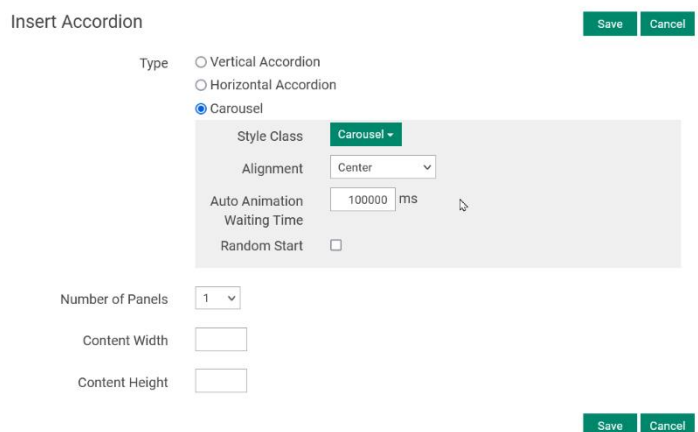 Insert Accordion
Save Cancel
Type
Vertical Accordion
Horizontal Accordion
Carousel
Style Class Carousel
Alignment Center
Auto Animation
Waiting Time
100000 ms
Random Start
Number of Panels 1
Content Width
Content Height
Save Cancel